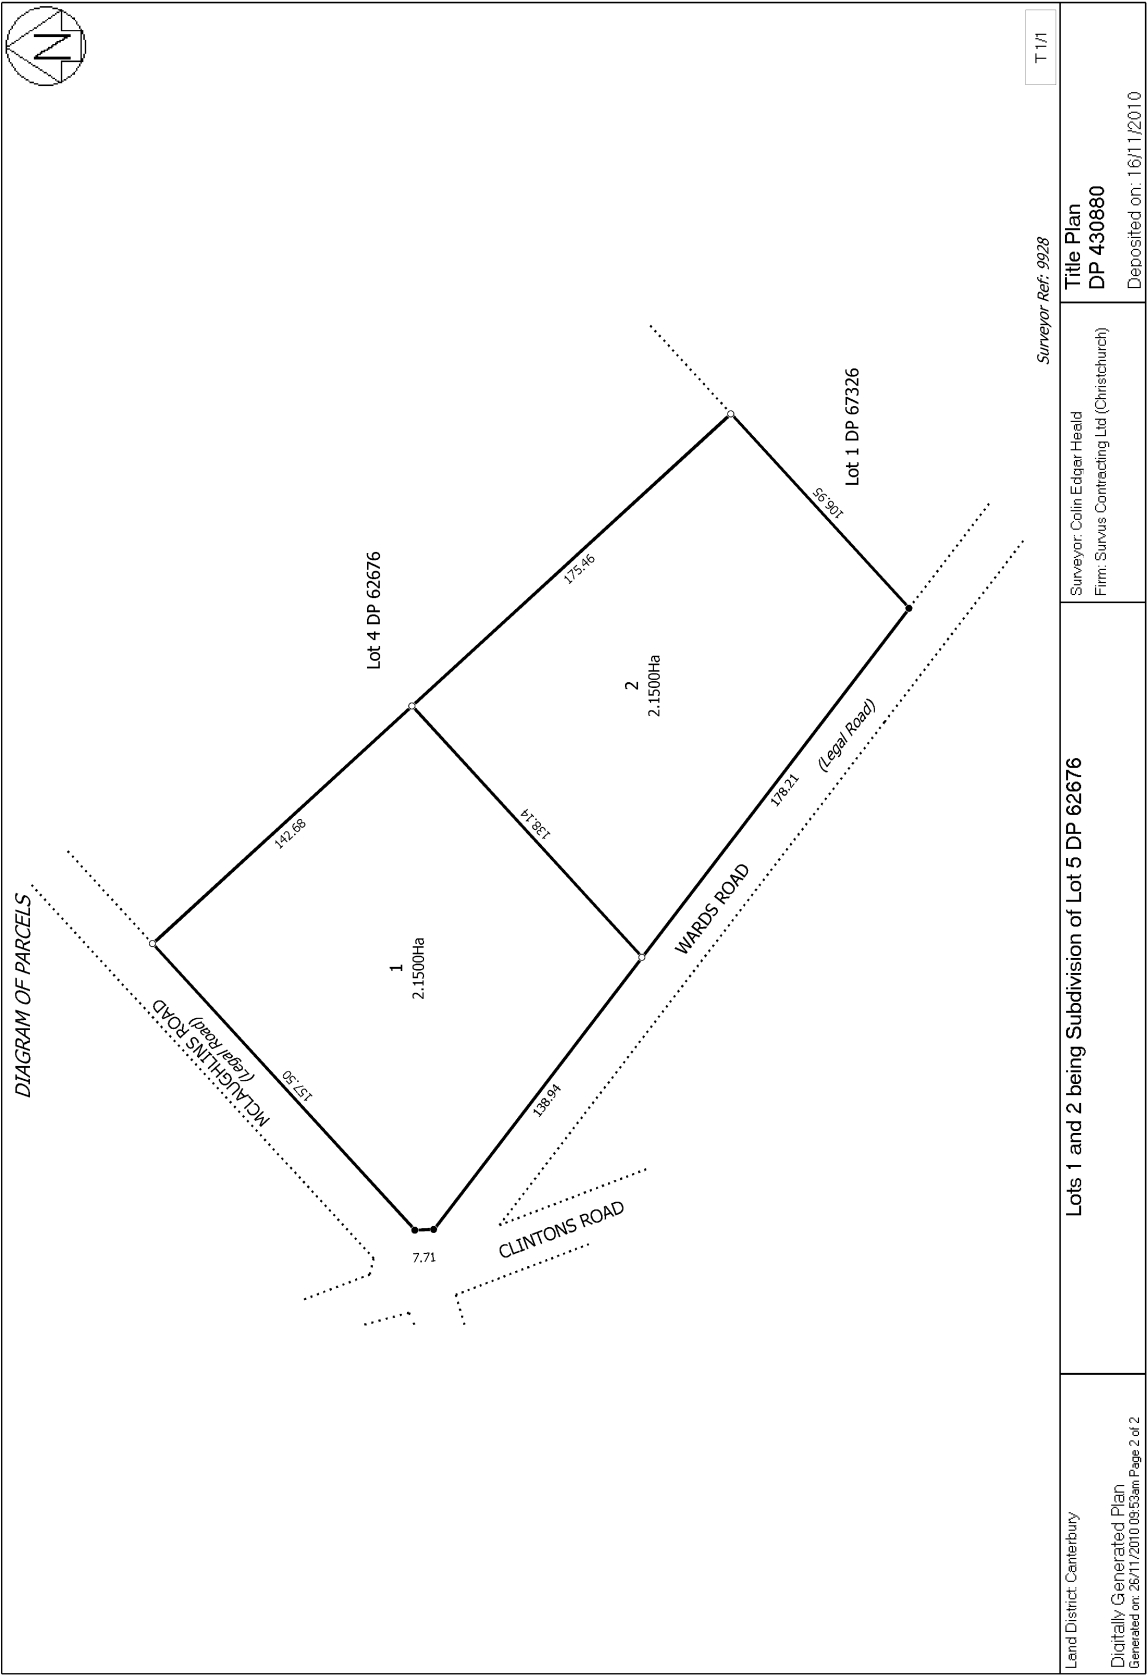 DIAGRAM OF PARCELS
N
T 1/1
MCLAUGHLINS ROAD
(Legal Road)
157.50
142.68
Lot 4 DP 62676
175.46
1
2.1500Ha
138.14
2
2.1500Ha
106.95
Lot 1 DP 67326
7.71
138.94
178.21
WARDS ROAD
(Legal Road)
CLINTONS ROAD
Surveyor Ref: 9928
Land District: Canterbury
Digitally Generated Plan
Generated on: 26/11/2010 09:53am Page 2 of 2
Lots 1 and 2 being Subdivision of Lot 5 DP 62676
Surveyor: Colin Edgar Heald
Firm: Survus Contracting Ltd (Christchurch)
Title Plan
DP 430880
Deposited on: 16/11/2010